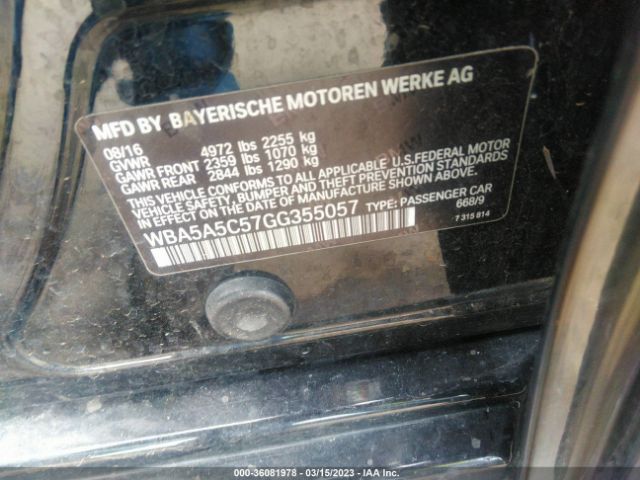 MFD BY BAYERISCHE MOTOREN WERKE AG
08/16
GVWR 4972 lbs 2255 kg
GAWR FRONT 2359 lbs 1070 kg
GAWR REAR 2844 lbs 1290 kg
THIS VEHICLE CONFORMS TO ALL APPLICABLE U.S.FEDERAL MOTOR
VEHICLE SAFETY, BUMPER AND THEFT PREVENTION STANDARDS
IN EFFECT ON THE DATE OF MANUFACTURE SHOWN ABOVE.
WBA5A5C57GG355057 TYPE: PASSENGER CAR
668/9
7 315 814
000-36081978 - 03/15/2023 - IAA Inc.